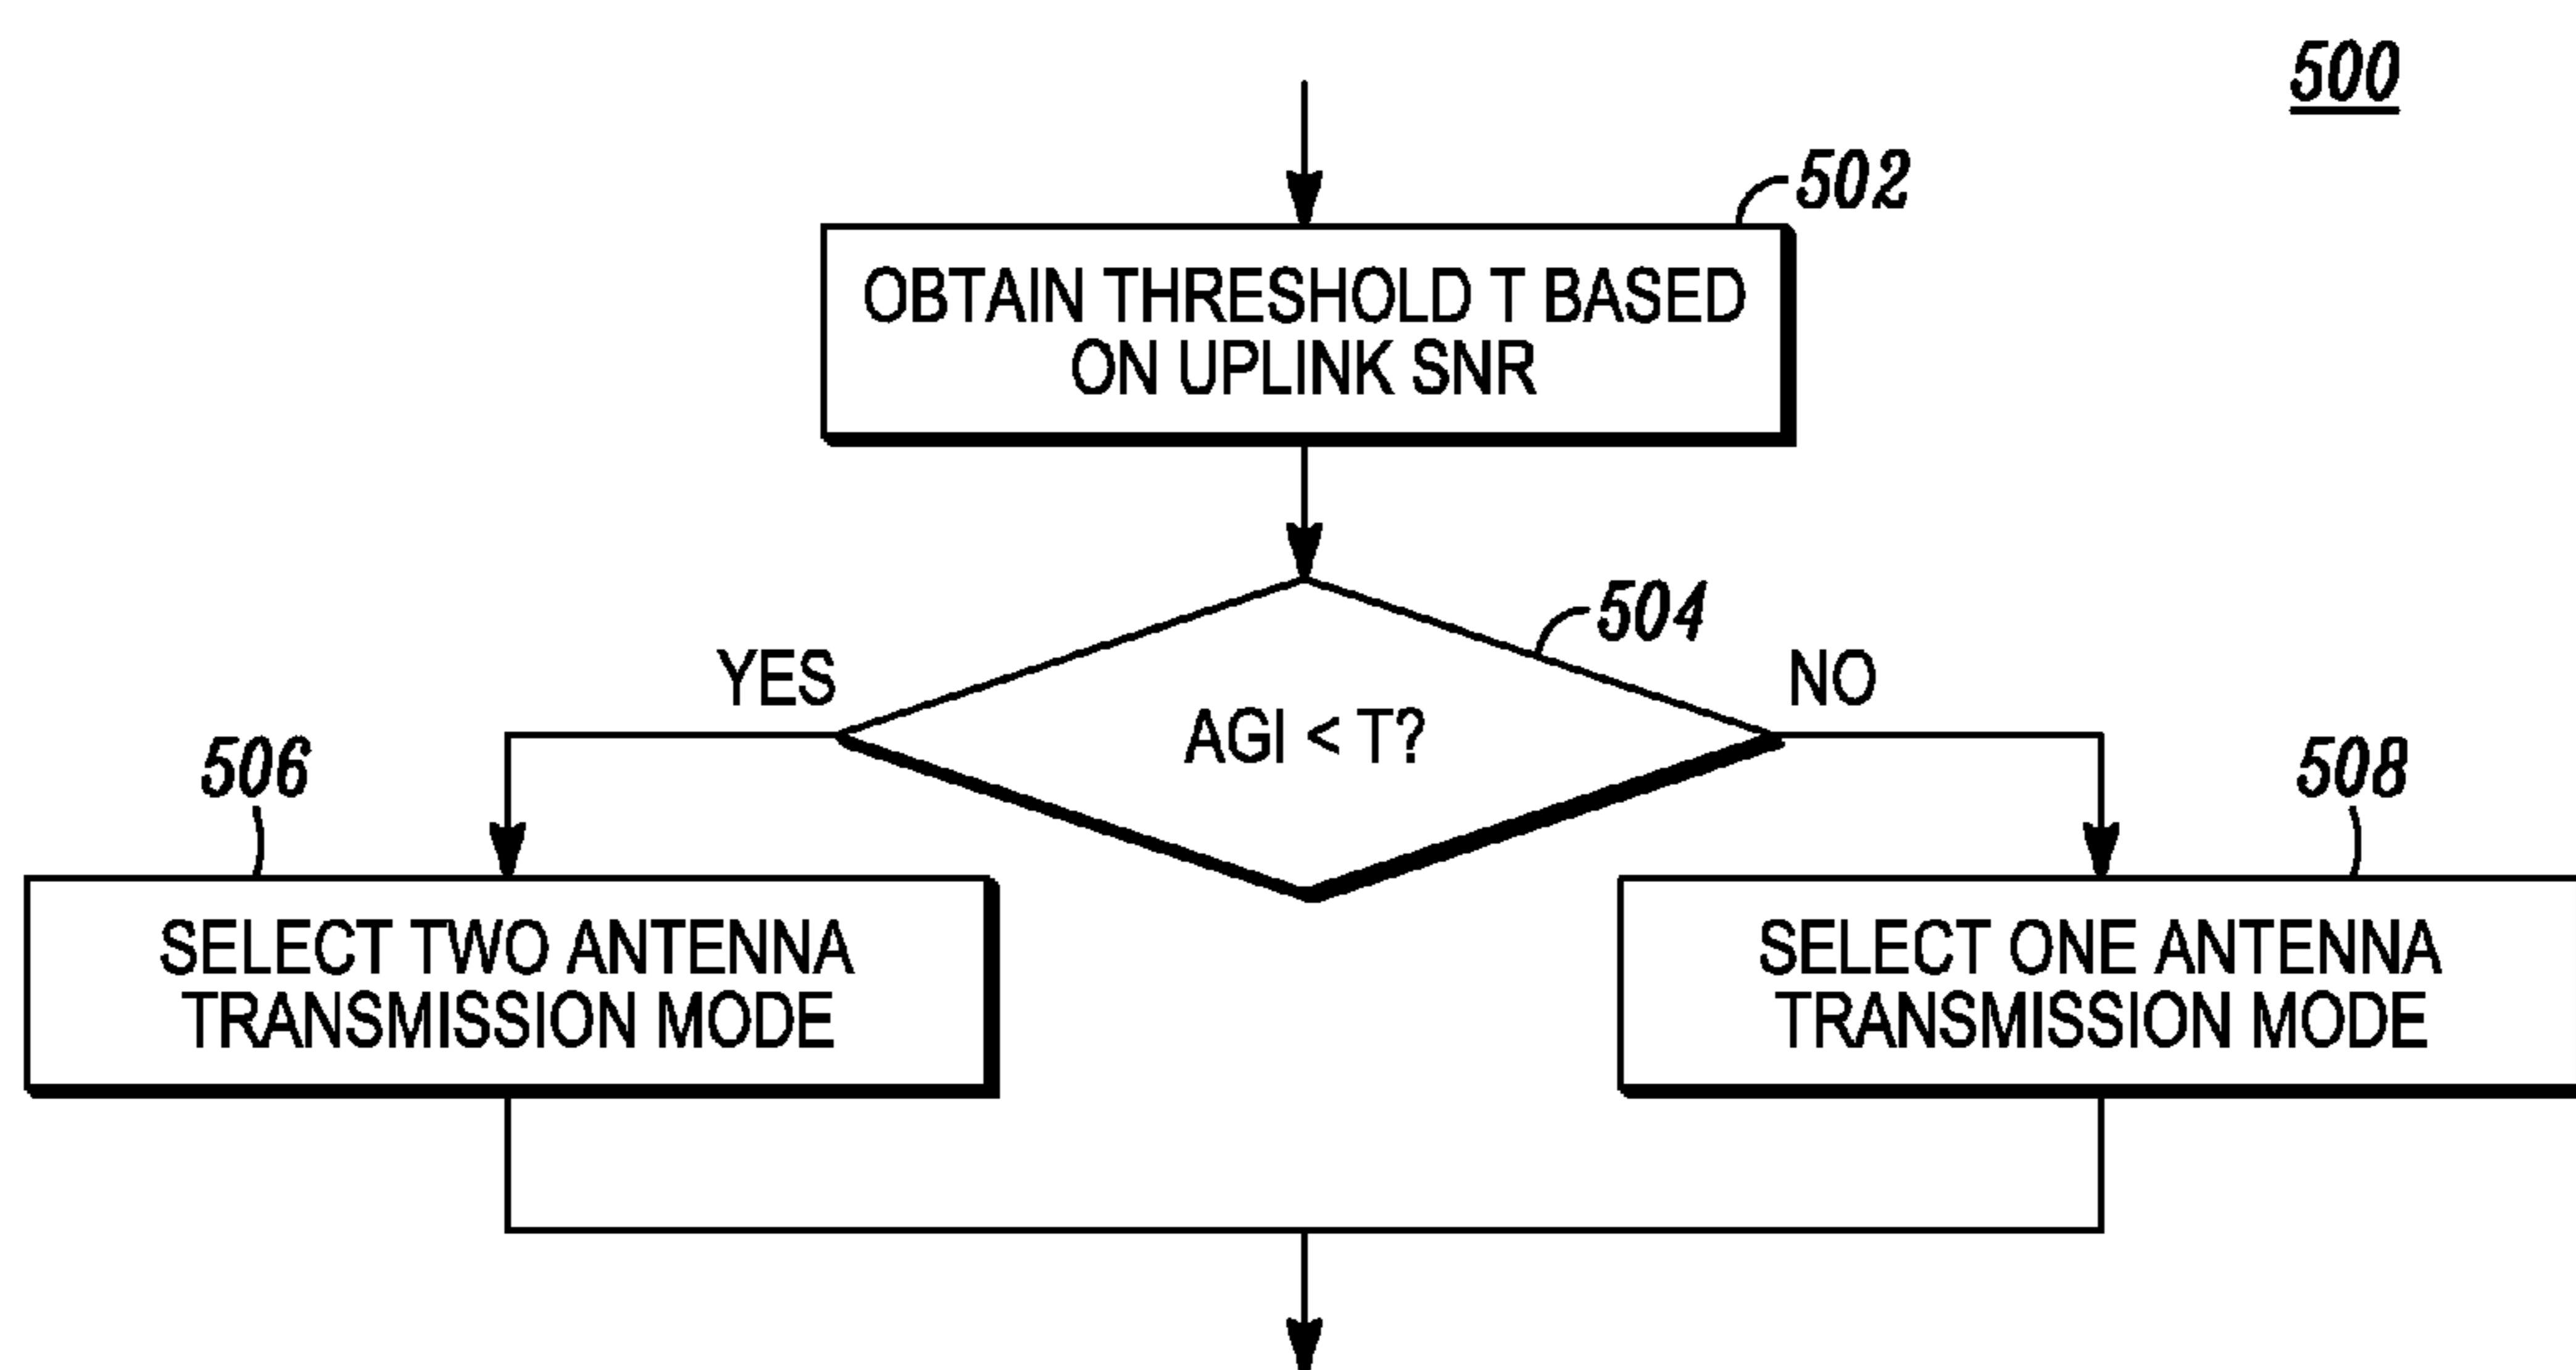 500
502
OBTAIN THRESHOLD T BASED
ON UPLINK SNR
504
YES
NO
AGI < T?
506
508
SELECT TWO ANTENNA
TRANSMISSION MODE
SELECT ONE ANTENNA
TRANSMISSION MODE